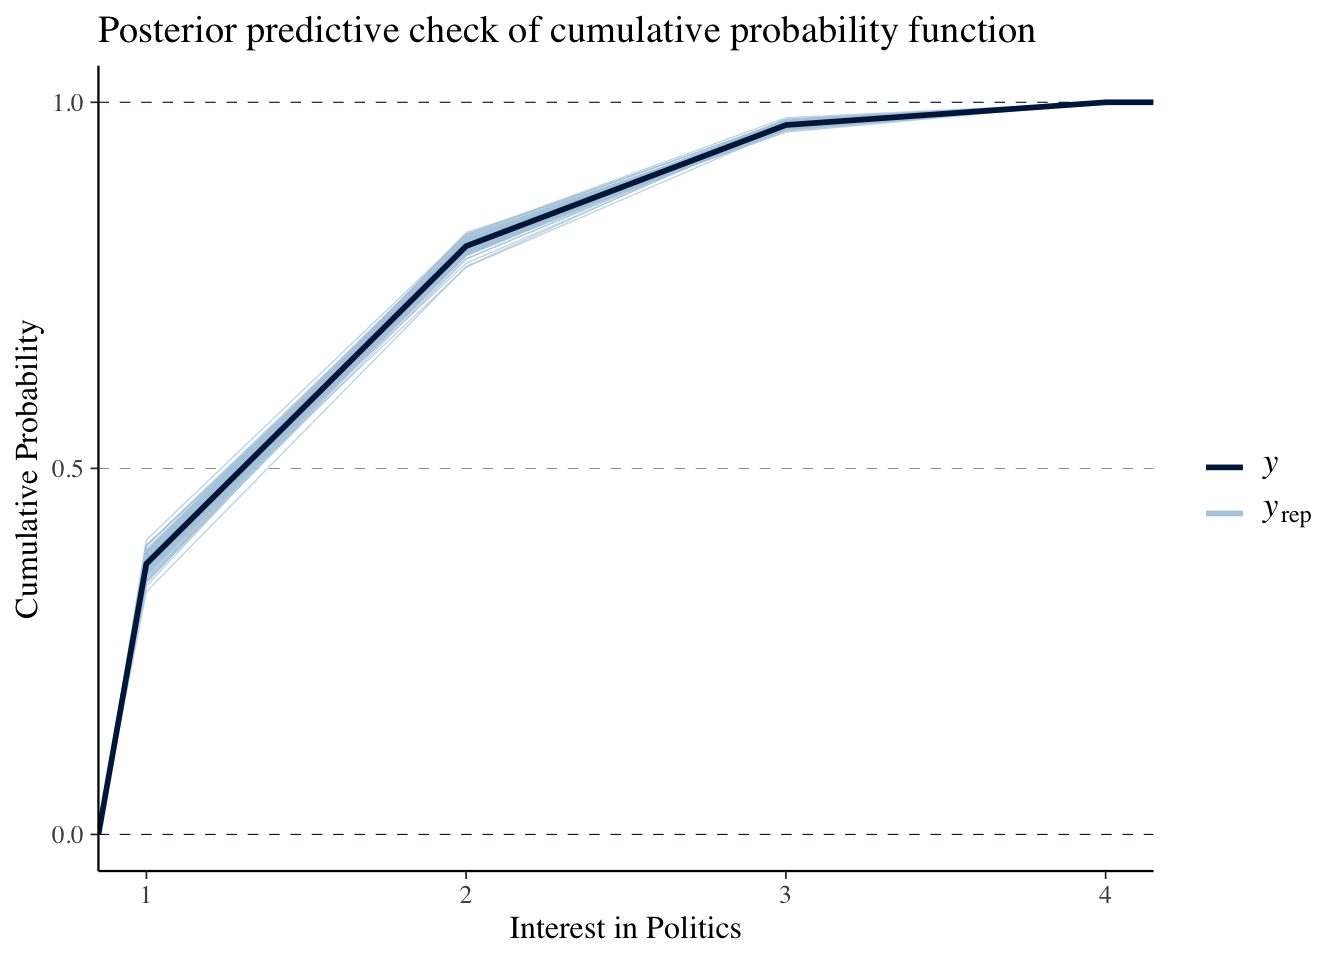 Posterior predictive check of cumulative probability function
1.0
0.5
0.0
Cumulative Probability
1 2 3 4
Interest in Politics
y
y rep